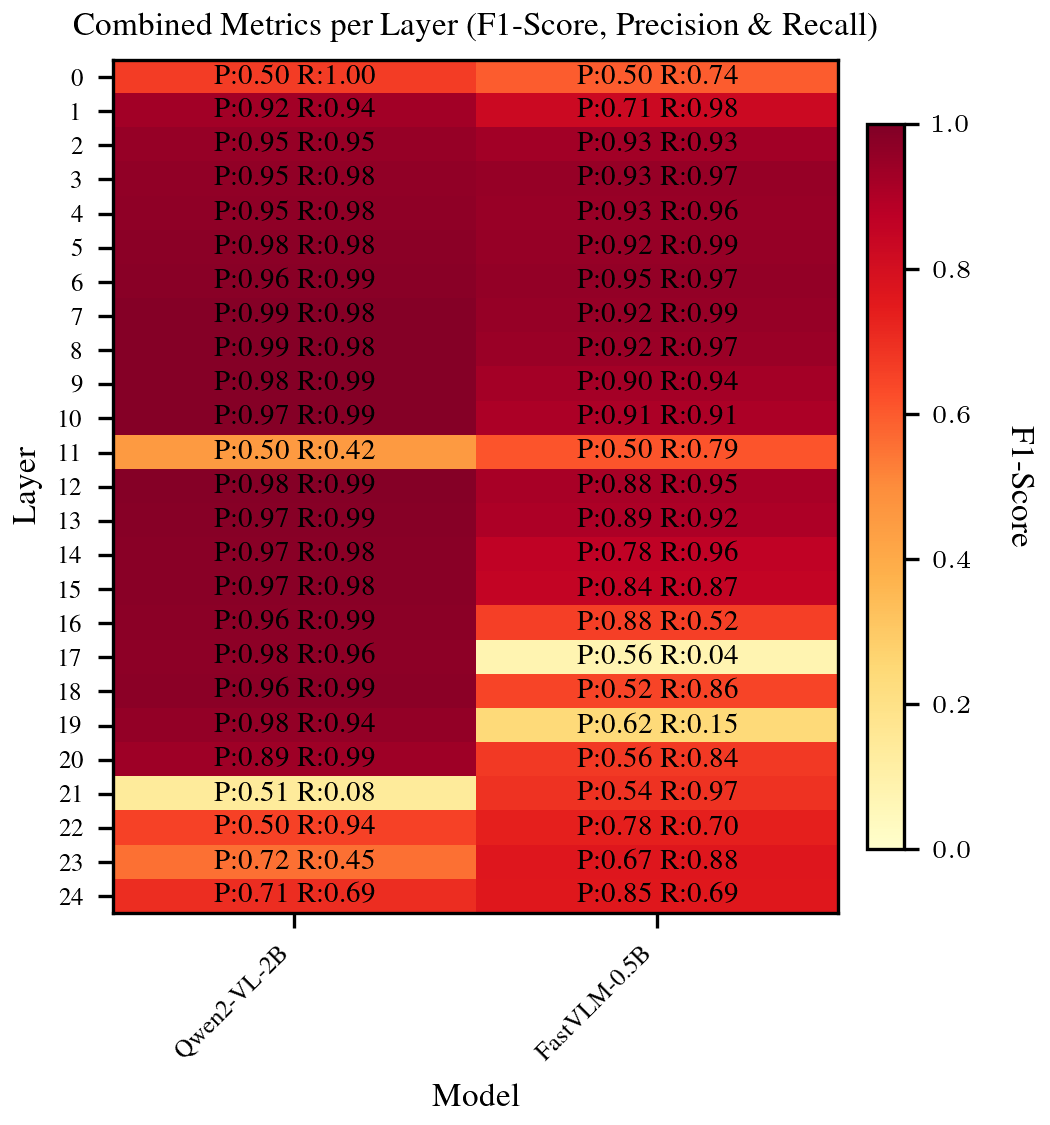 Combined Metrics per Layer (F1-Score, Precision & Recall)
0 P:0.50 R:1.00 P:0.50 R:0.74
1 P:0.92 R:0.94 P:0.71 R:0.98
2 P:0.95 R:0.95 P:0.93 R:0.93
3 P:0.95 R:0.98 P:0.93 R:0.97
4 P:0.95 R:0.98 P:0.93 R:0.96
5 P:0.98 R:0.98 P:0.92 R:0.99
6 P:0.96 R:0.99 P:0.95 R:0.97
7 P:0.99 R:0.98 P:0.92 R:0.99
8 P:0.99 R:0.98 P:0.92 R:0.97
9 P:0.98 R:0.99 P:0.90 R:0.94
10 P:0.97 R:0.99 P:0.91 R:0.91
11 P:0.50 R:0.42 P:0.50 R:0.79
12 P:0.98 R:0.99 P:0.88 R:0.95
13 P:0.97 R:0.99 P:0.89 R:0.92
14 P:0.97 R:0.98 P:0.78 R:0.96
15 P:0.97 R:0.98 P:0.84 R:0.87
16 P:0.96 R:0.99 P:0.88 R:0.52
17 P:0.98 R:0.96 P:0.56 R:0.04
18 P:0.96 R:0.99 P:0.52 R:0.86
19 P:0.98 R:0.94 P:0.62 R:0.15
20 P:0.89 R:0.99 P:0.56 R:0.84
21 P:0.51 R:0.08 P:0.54 R:0.97
22 P:0.50 R:0.94 P:0.78 R:0.70
23 P:0.72 R:0.45 P:0.67 R:0.88
24 P:0.71 R:0.69 P:0.85 R:0.69
Layer
Qwen2-VL-2B
FastVLM-0.5B
Model
1.0
0.8
0.6
0.4
0.2
0.0
F1-Score